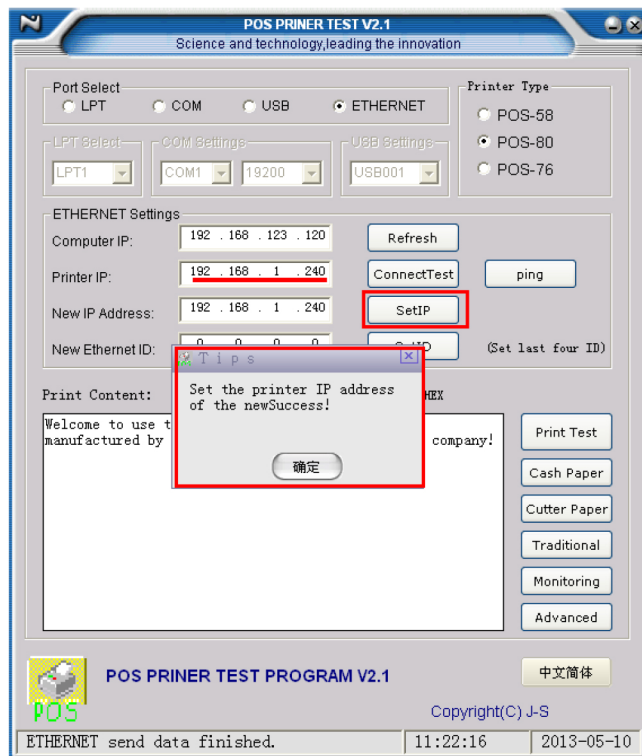 POS PRINER TEST V2.1
Science and technology,leading the innovation
Port Select
LPT COM USB ETHERNET
Printer Type
POS-58
POS-80
POS-76
LPT Select COM Settings USB Settings
LPT1 COM1 19200 USB001
ETHERNET Settings
Computer IP: 192 . 168 . 123 . 120 Refresh
Printer IP: 192 . 168 . 1 . 240 ConnectTest ping
New IP Address: 192 . 168 . 1 . 240 SetIP
New Ethernet ID: (Set last four ID)
Tips
Set the printer IP address
of the newSuccess!
确定
Print Content: HEX
Welcome to use
manufactured by company!
Print Test
Cash Paper
Cutter Paper
Traditional
Monitoring
Advanced
POS
POS PRINER TEST PROGRAM V2.1
中文简体
Copyright(C) J-S
ETHERNET send data finished. 11:22:16 2013-05-10